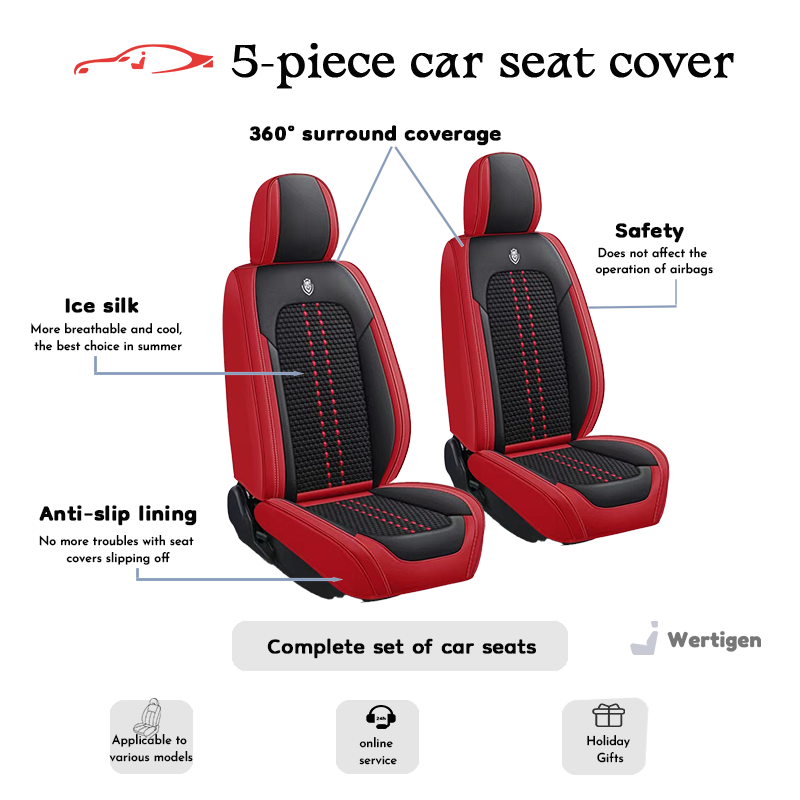 5-piece car seat cover
360° surround coverage
Safety
Does not affect the
operation of airbags
Ice silk
More breathable and cool,
the best choice in summer
Anti-slip lining
No more troubles with seat
covers slipping off
Complete set of car seats
Wertigen
Applicable to
various models
24h
online
service
Holiday
Gifts